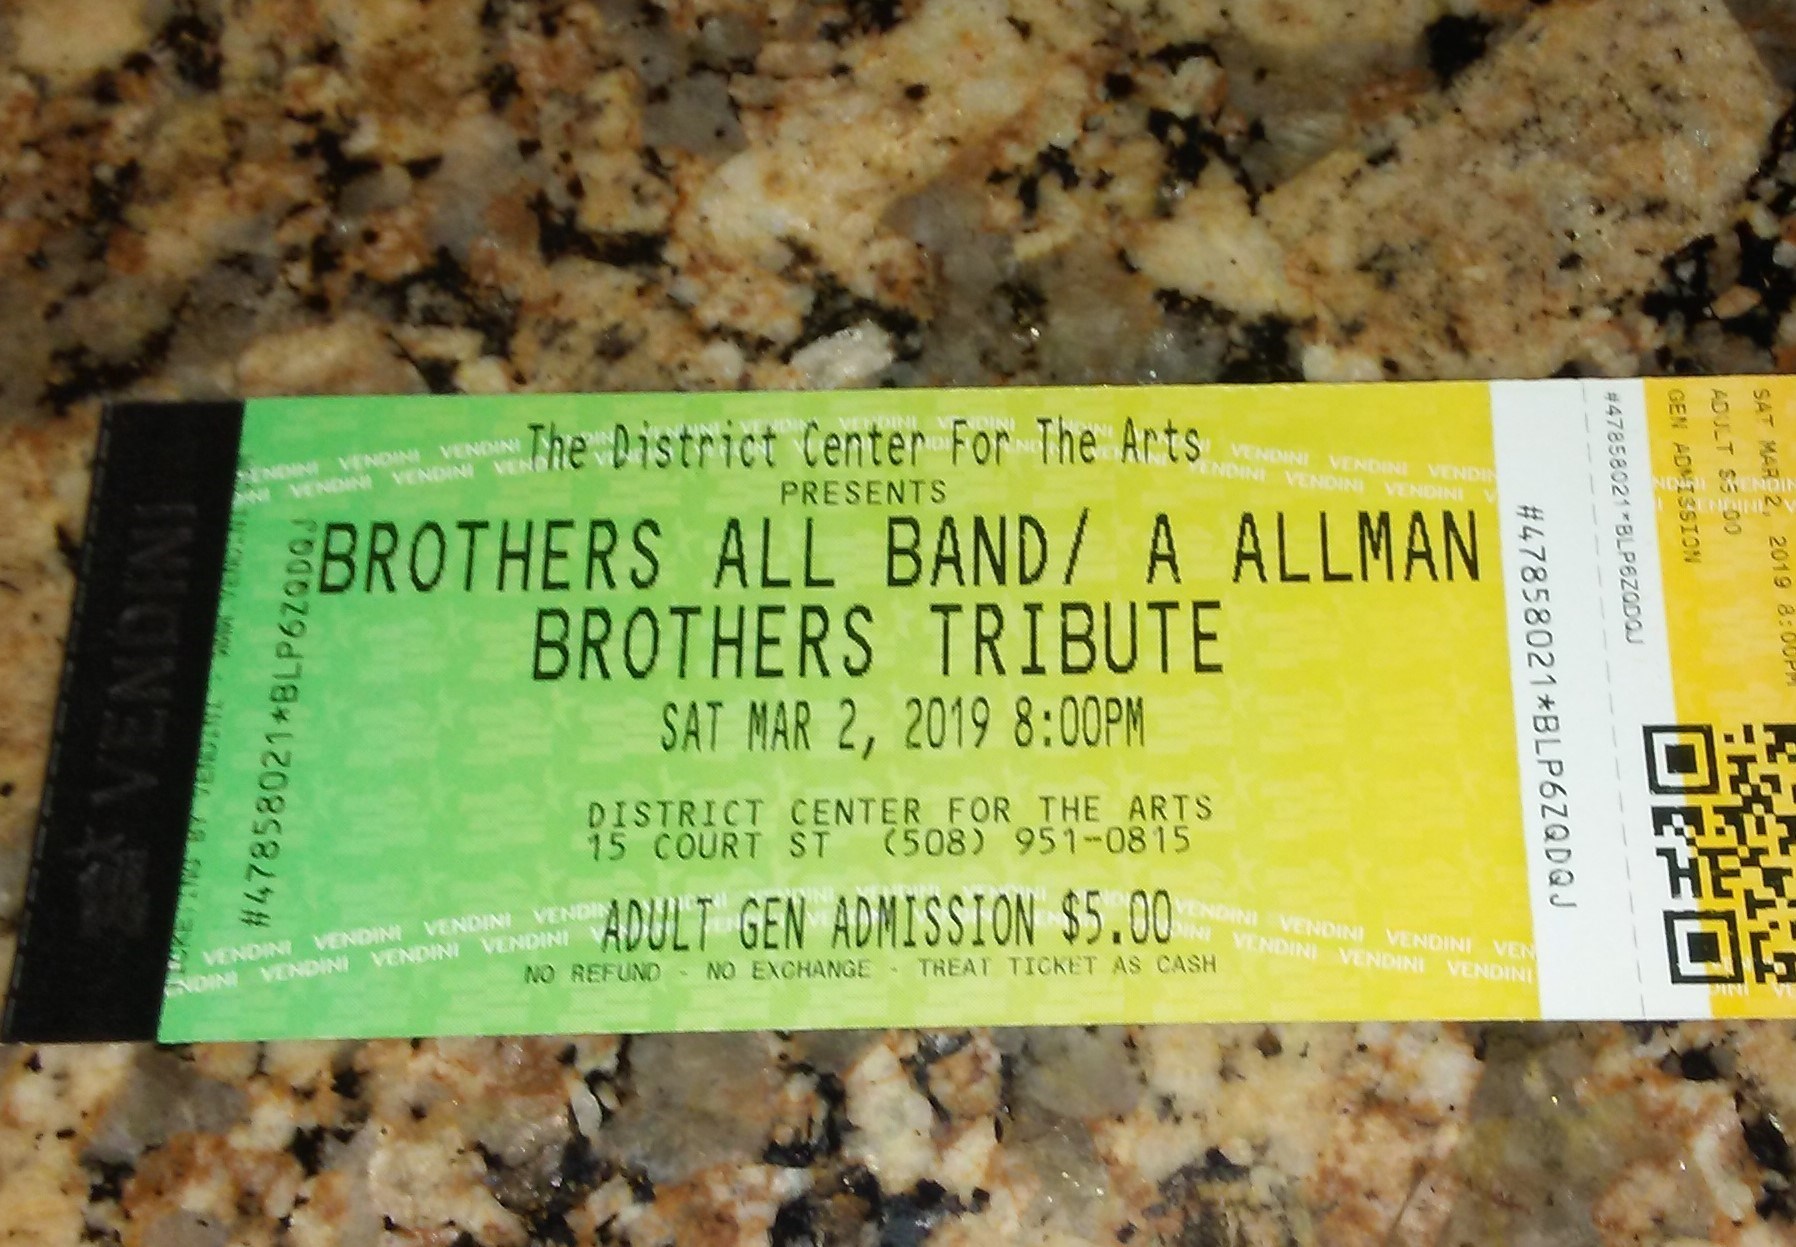 VENDINI
#47858021*BLP6ZQDQJ
The District Center For The Arts
PRESENTS
BROTHERS ALL BAND/ A ALLMAN
BROTHERS TRIBUTE
SAT MAR 2, 2019 8:00PM
DISTRICT CENTER FOR THE ARTS
15 COURT ST (508) 951-0815
ADULT GEN ADMISSION $5.00
NO REFUND - NO EXCHANGE - TREAT TICKET AS CASH
#47858021*BLP6ZQDQJ
#47858021*BLP6ZQDQJ
SAT MAR 2, 2019 8:00PM
ADULT $5.00
GEN ADMISSION